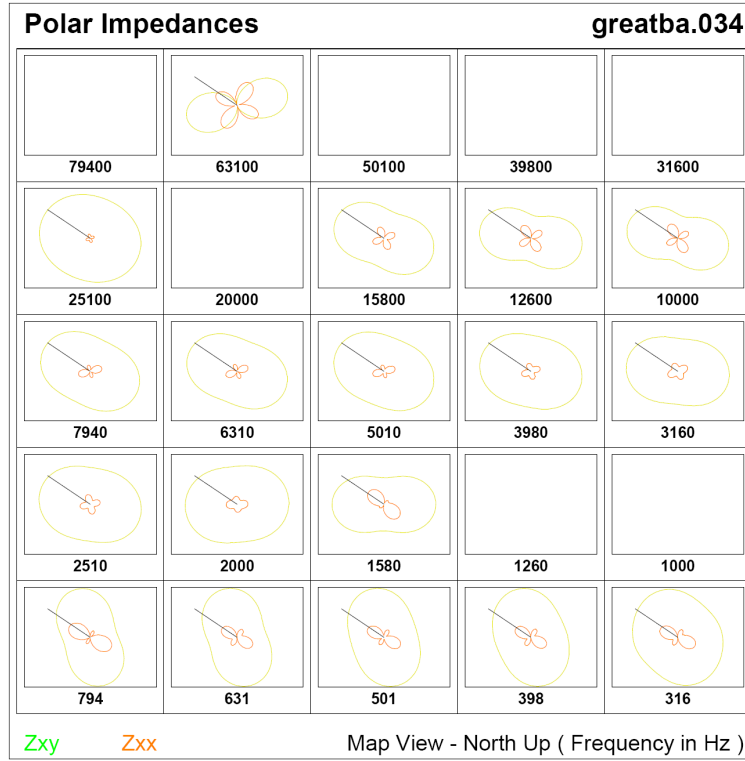 Polar Impedances greatba.034
79400 63100 50100 39800 31600
25100 20000 15800 12600 10000
7940 6310 5010 3980 3160
2510 2000 1580 1260 1000
794 631 501 398 316
Zxy Zxx Map View - North Up ( Frequency in Hz )